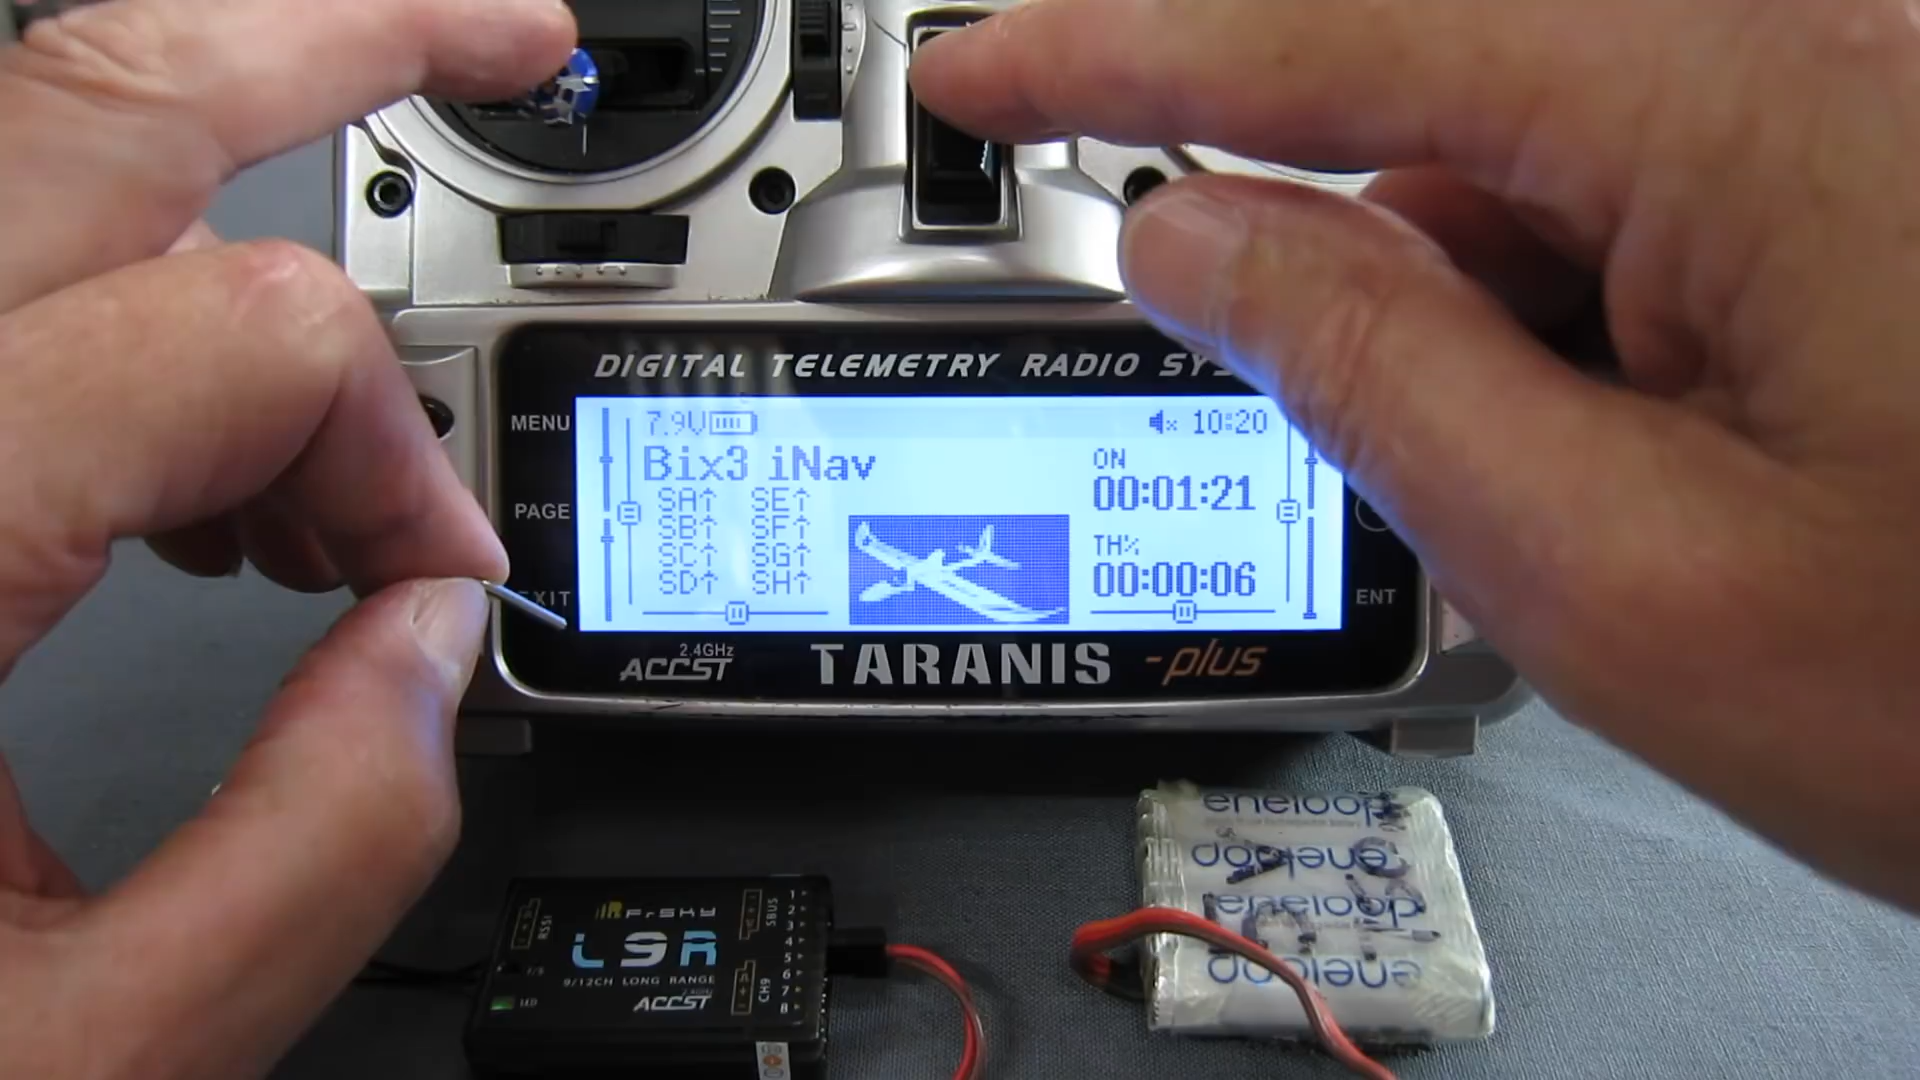 DIGITAL TELEMETRY RADIO SYS
MENU
PAGE
EXIT
ENT
7.9V
10:20
Bix3 iNav
ON
00:01:21
SA↑ SE↑
SB↑ SF↑
SC↑ SG↑
SD↑ SH↑
TH%
00:00:06
2.4GHz
ACCST
TARANIS -plus
eneloop
eneloop
eneloop
eneloop
RSSI
FrSKY
L9R
9/12CH LONG RANGE
ACCST
LED
SBUS
CH9
1
2
3
4
5
6
7
8